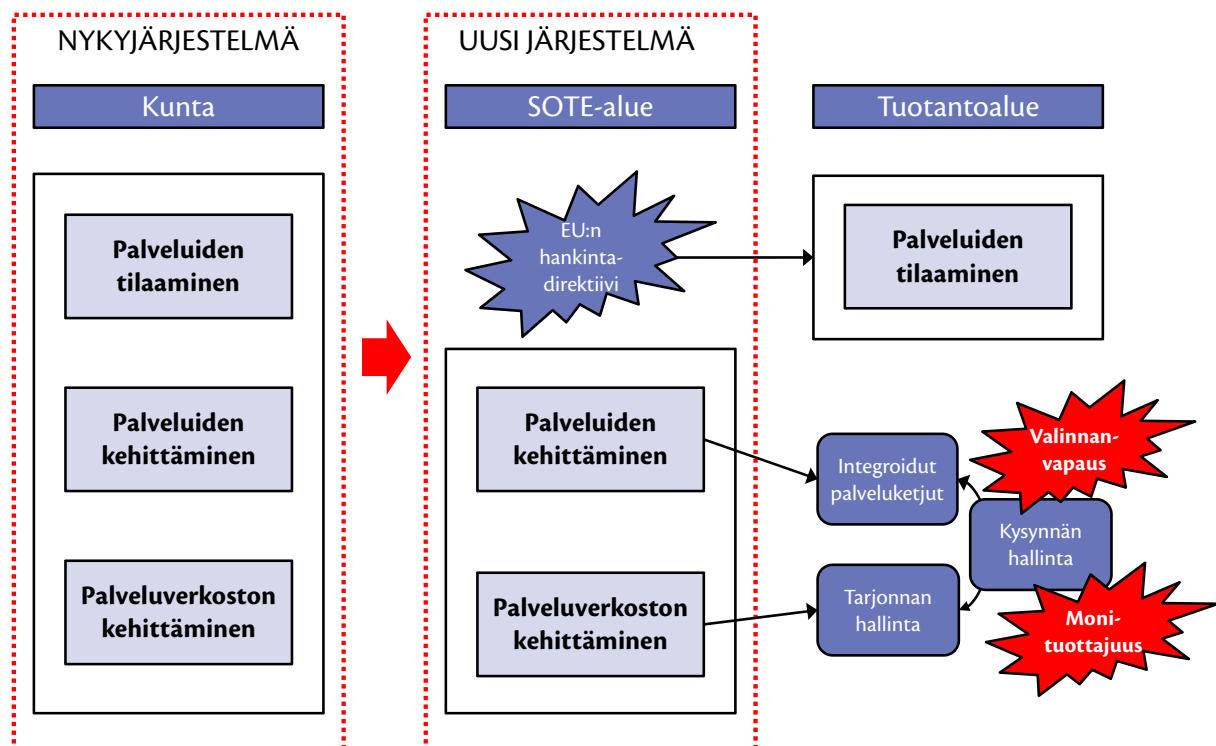 NYKYJÄRJESTELMÄ
Kunta
Palveluiden
tilaaminen
Palveluiden
kehittäminen
Palveluverkoston
kehittäminen
UUSI JÄRJESTELMÄ
SOTE-alue
EU:n
hankinta-
direktiivi
Palveluiden
kehittäminen
Palveluverkoston
kehittäminen
Tuotantoalue
Palveluiden
tilaaminen
Integroidut
palveluketjut
Valinnan-
vapaus
Kysynnän
hallinta
Tarjonnan
hallinta
Moni-
tuottajuus